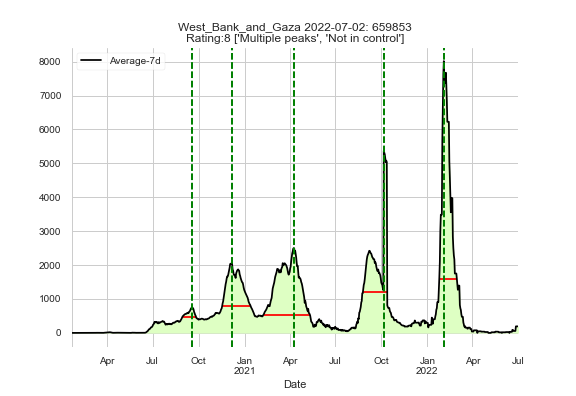 West_Bank_and_Gaza 2022-07-02: 659853
Rating:8 ['Multiple peaks', 'Not in control']
Average-7d
8000
7000
6000
5000
4000
3000
2000
1000
0
Apr Jul Oct Jan Apr Jul Oct Jan Apr Jul
2021 2022
Date